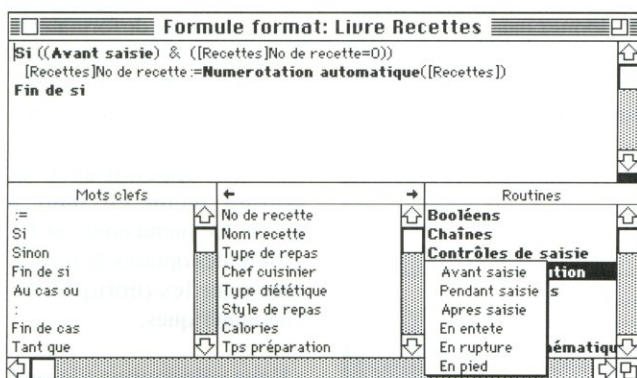 Formule format: Livre Recettes
Si ((Avant saisie) & ([Recettes]No de recette=0))
[Recettes]No de recette:=Numerotation automatique([Recettes])
Fin de si
Mots clefs
:=
Si
Sinon
Fin de si
Au cas ou
:
Fin de cas
Tant que
← →
No de recette
Nom recette
Type de repas
Chef cuisinier
Type diététique
Style de repas
Calories
Tps préparation
Routines
Booléens
Chaînes
Contrôles de saisie
Avant saisie
Pendant saisie
Apres saisie
En entete
En rupture
En pied